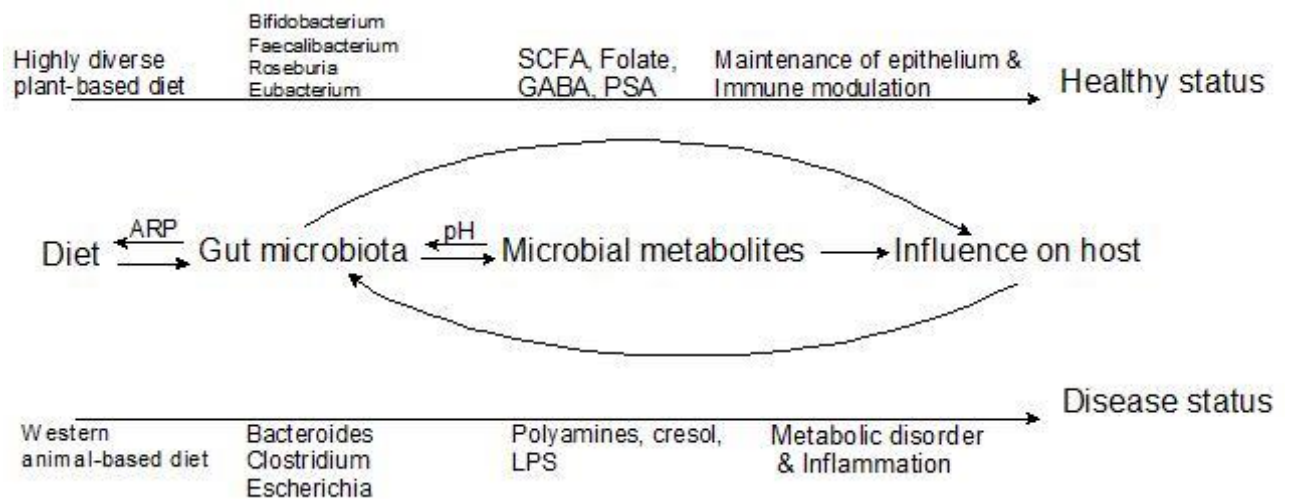 Highly diverse
plant-based diet
Bifidobacterium
Faecalibacterium
Roseburia
Eubacterium
SCFA, Folate,
GABA, PSA
Maintenance of epithelium &
Immune modulation
Healthy status
Diet
ARP
Gut microbiota
pH
Microbial metabolites
Influence on host
Western
animal-based diet
Bacteroides
Clostridium
Escherichia
Polyamines, cresol,
LPS
Metabolic disorder
& Inflammation
Disease status